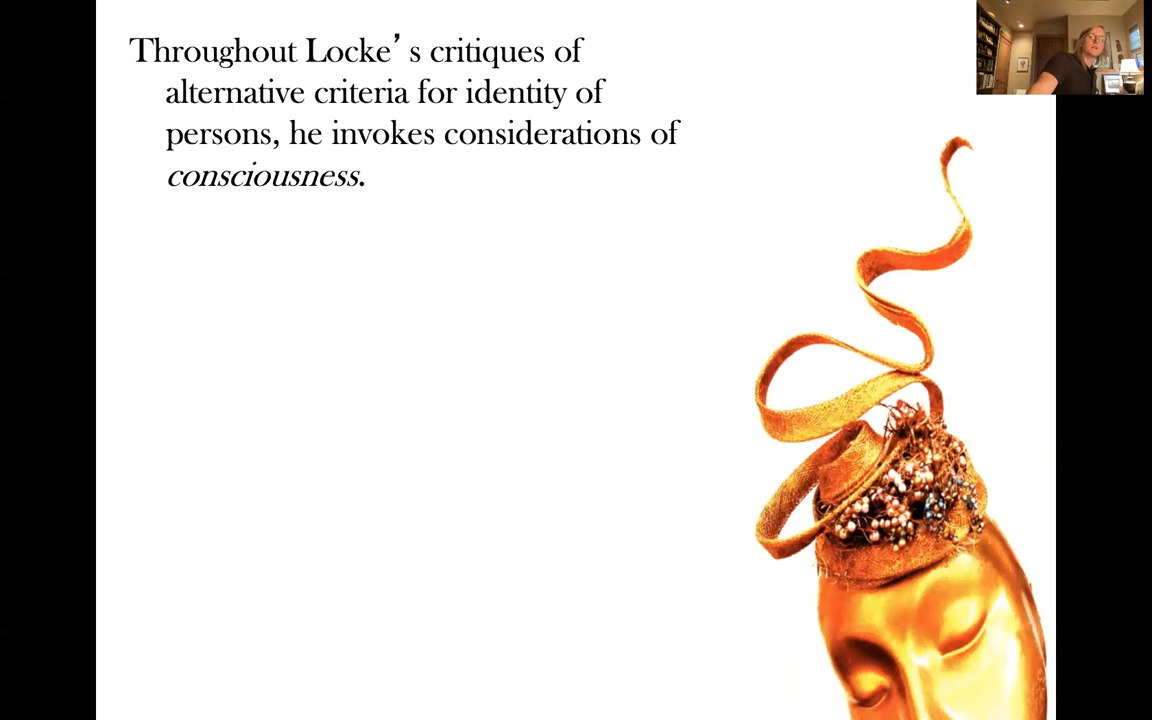 Throughout Locke’s critiques of
alternative criteria for identity of
persons, he invokes considerations of
consciousness.